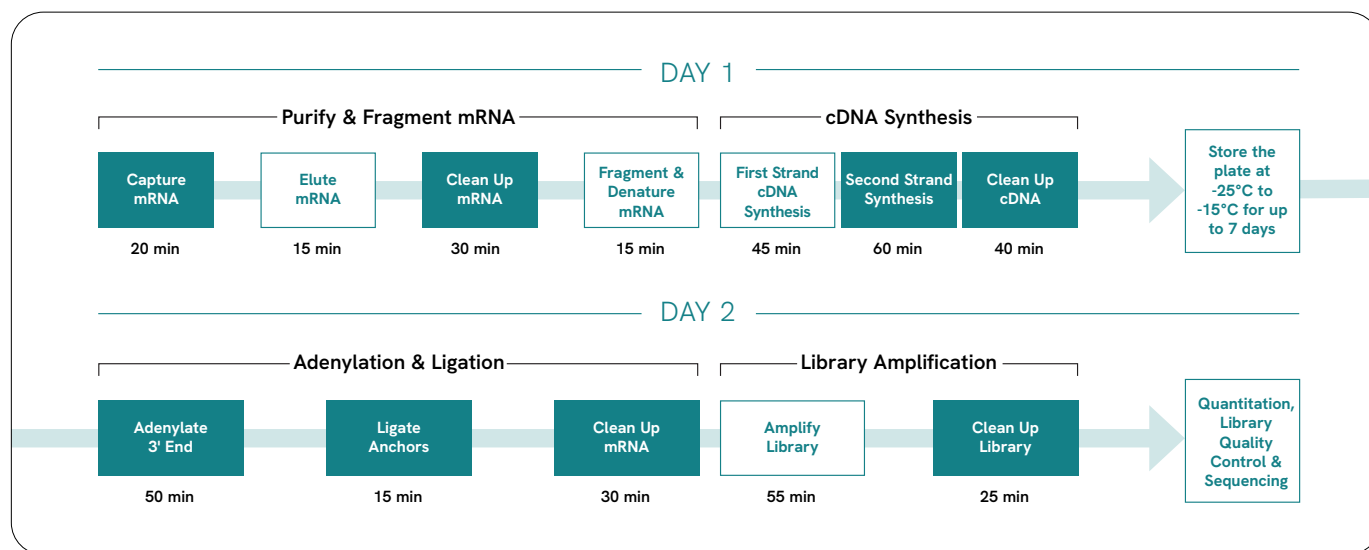 DAY 1
Purify & Fragment mRNA
cDNA Synthesis
Capture
mRNA
Elute
mRNA
Clean Up
mRNA
Fragment &
Denature
mRNA
First Strand
cDNA
Synthesis
Second Strand
Synthesis
Clean Up
cDNA
Store the
plate at
-25°C to
-15°C for up
to 7 days
20 min
15 min
30 min
15 min
45 min
60 min
40 min
DAY 2
Adenylation & Ligation
Library Amplification
Adenylate
3' End
Ligate
Anchors
Clean Up
mRNA
Amplify
Library
Clean Up
Library
Quantitation,
Library
Quality
Control &
Sequencing
50 min
15 min
30 min
55 min
25 min